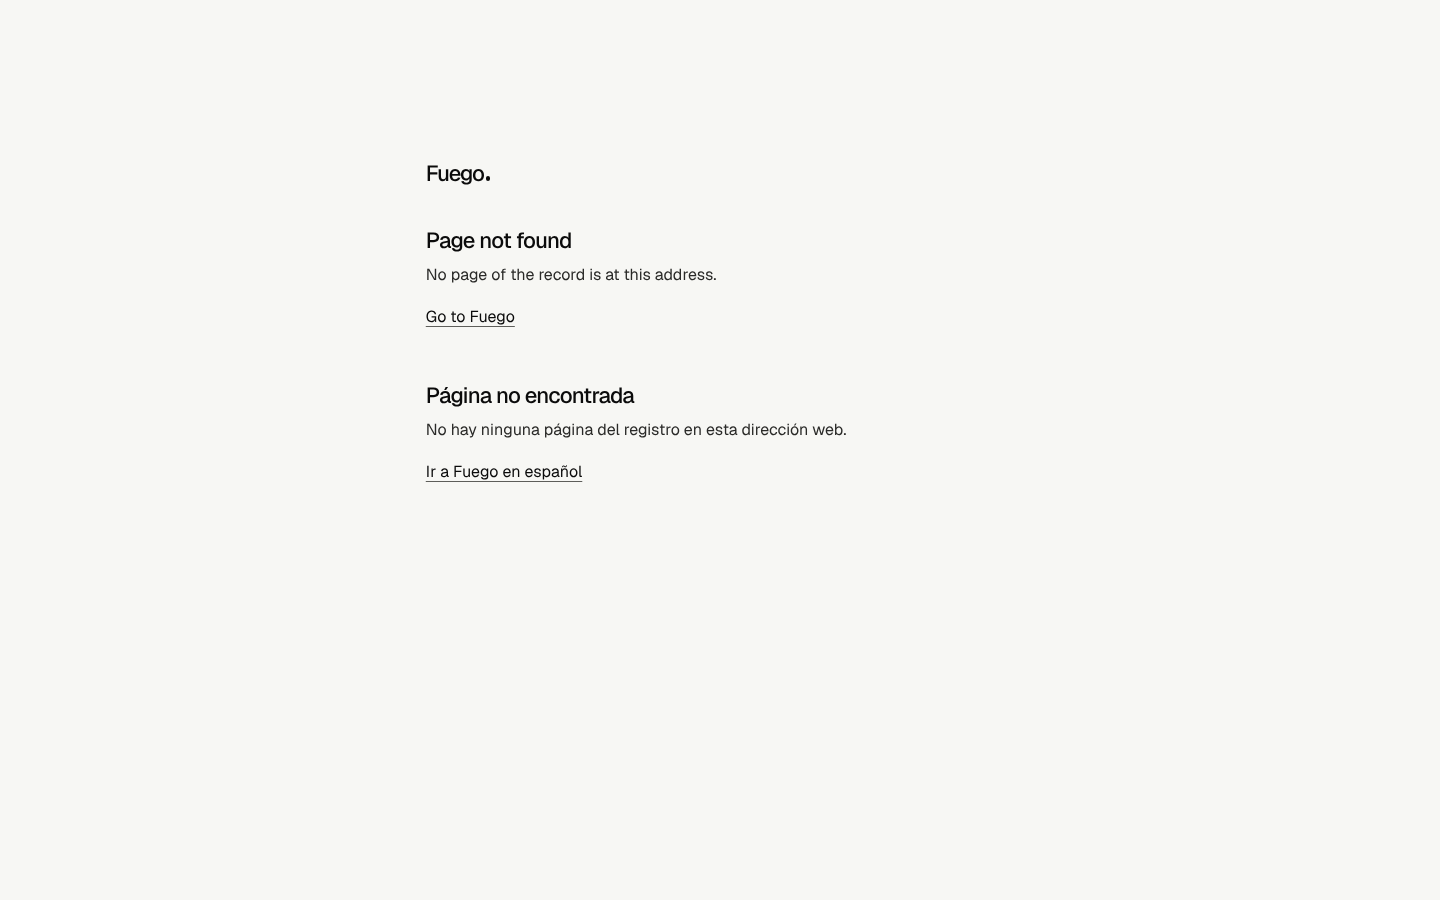 Fuego.
Page not found
No page of the record is at this address.
Go to Fuego
Página no encontrada
No hay ninguna página del registro en esta dirección web.
Ir a Fuego en español